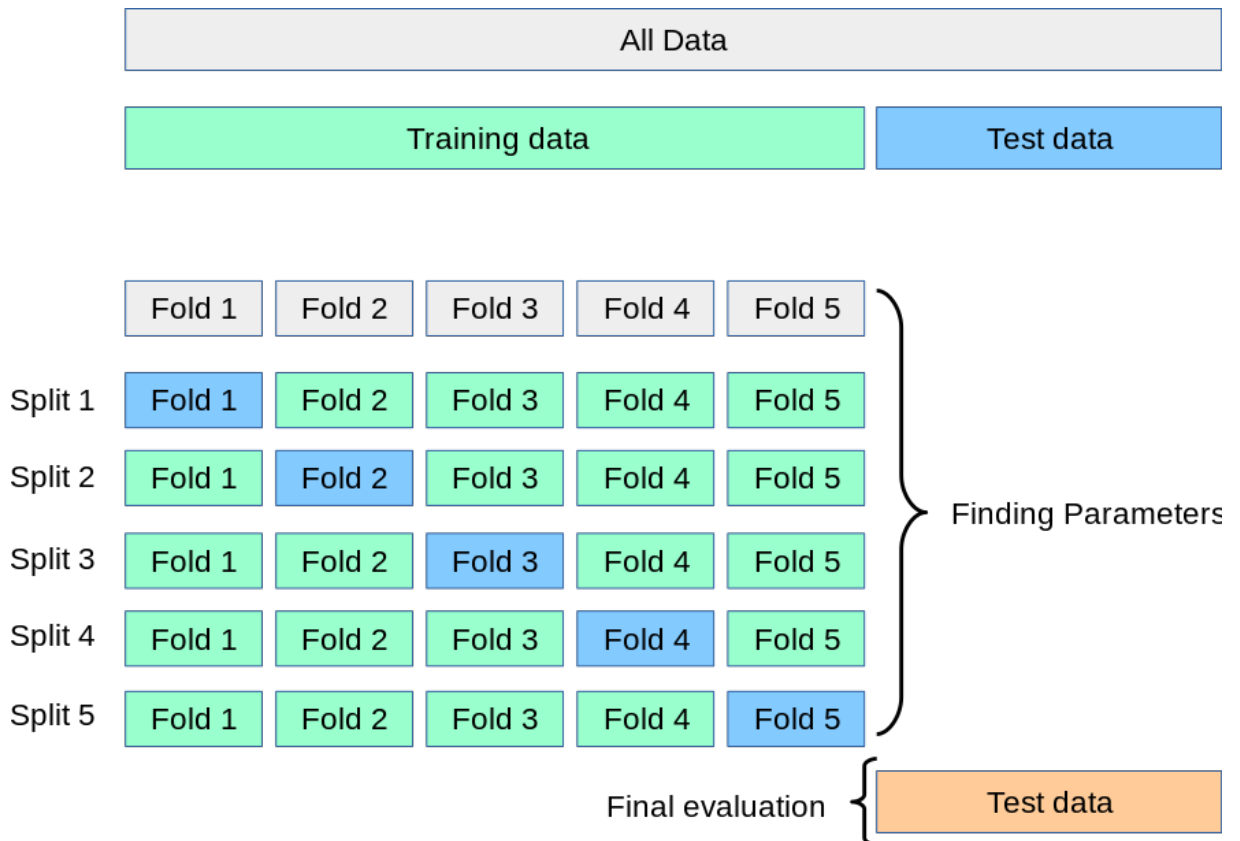 All Data
Training data Test data
Fold 1 Fold 2 Fold 3 Fold 4 Fold 5
Split 1 Fold 1 Fold 2 Fold 3 Fold 4 Fold 5
Split 2 Fold 1 Fold 2 Fold 3 Fold 4 Fold 5
Finding Parameters
Split 3 Fold 1 Fold 2 Fold 3 Fold 4 Fold 5
Split 4 Fold 1 Fold 2 Fold 3 Fold 4 Fold 5
Split 5 Fold 1 Fold 2 Fold 3 Fold 4 Fold 5
Final evaluation Test data